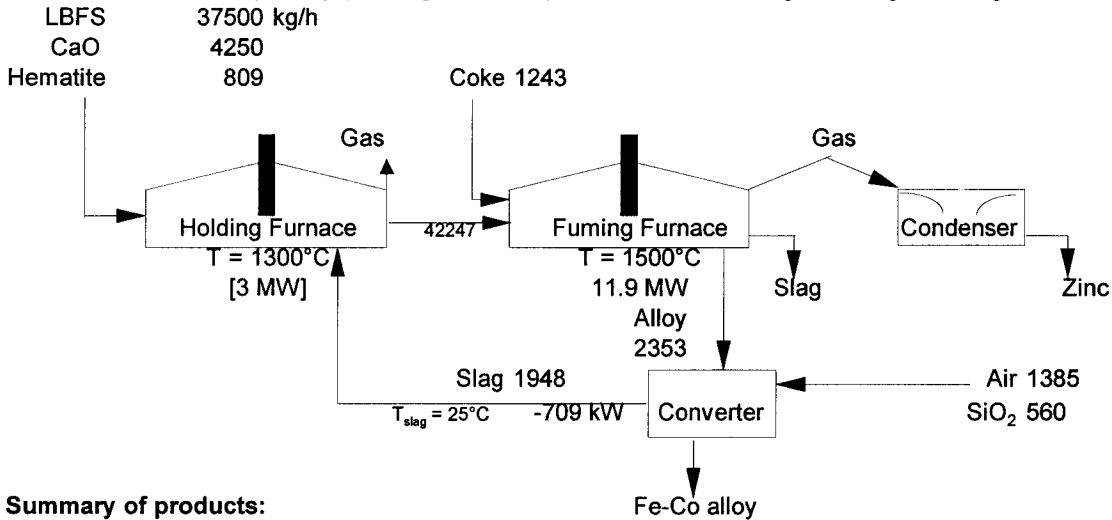 LBFS 37500 kg/h
CaO 4250
Hematite 809
Coke 1243
Gas
Gas
Holding Furnace
42247
Fuming Furnace
Condenser
T = 1300°C
[3 MW]
T = 1500°C
11.9 MW
Slag
Zinc
Alloy
2353
Slag 1948
Air 1385
T slag = 25°C -709 kW
Converter
SiO2 560
Summary of products:
Fe-Co alloy